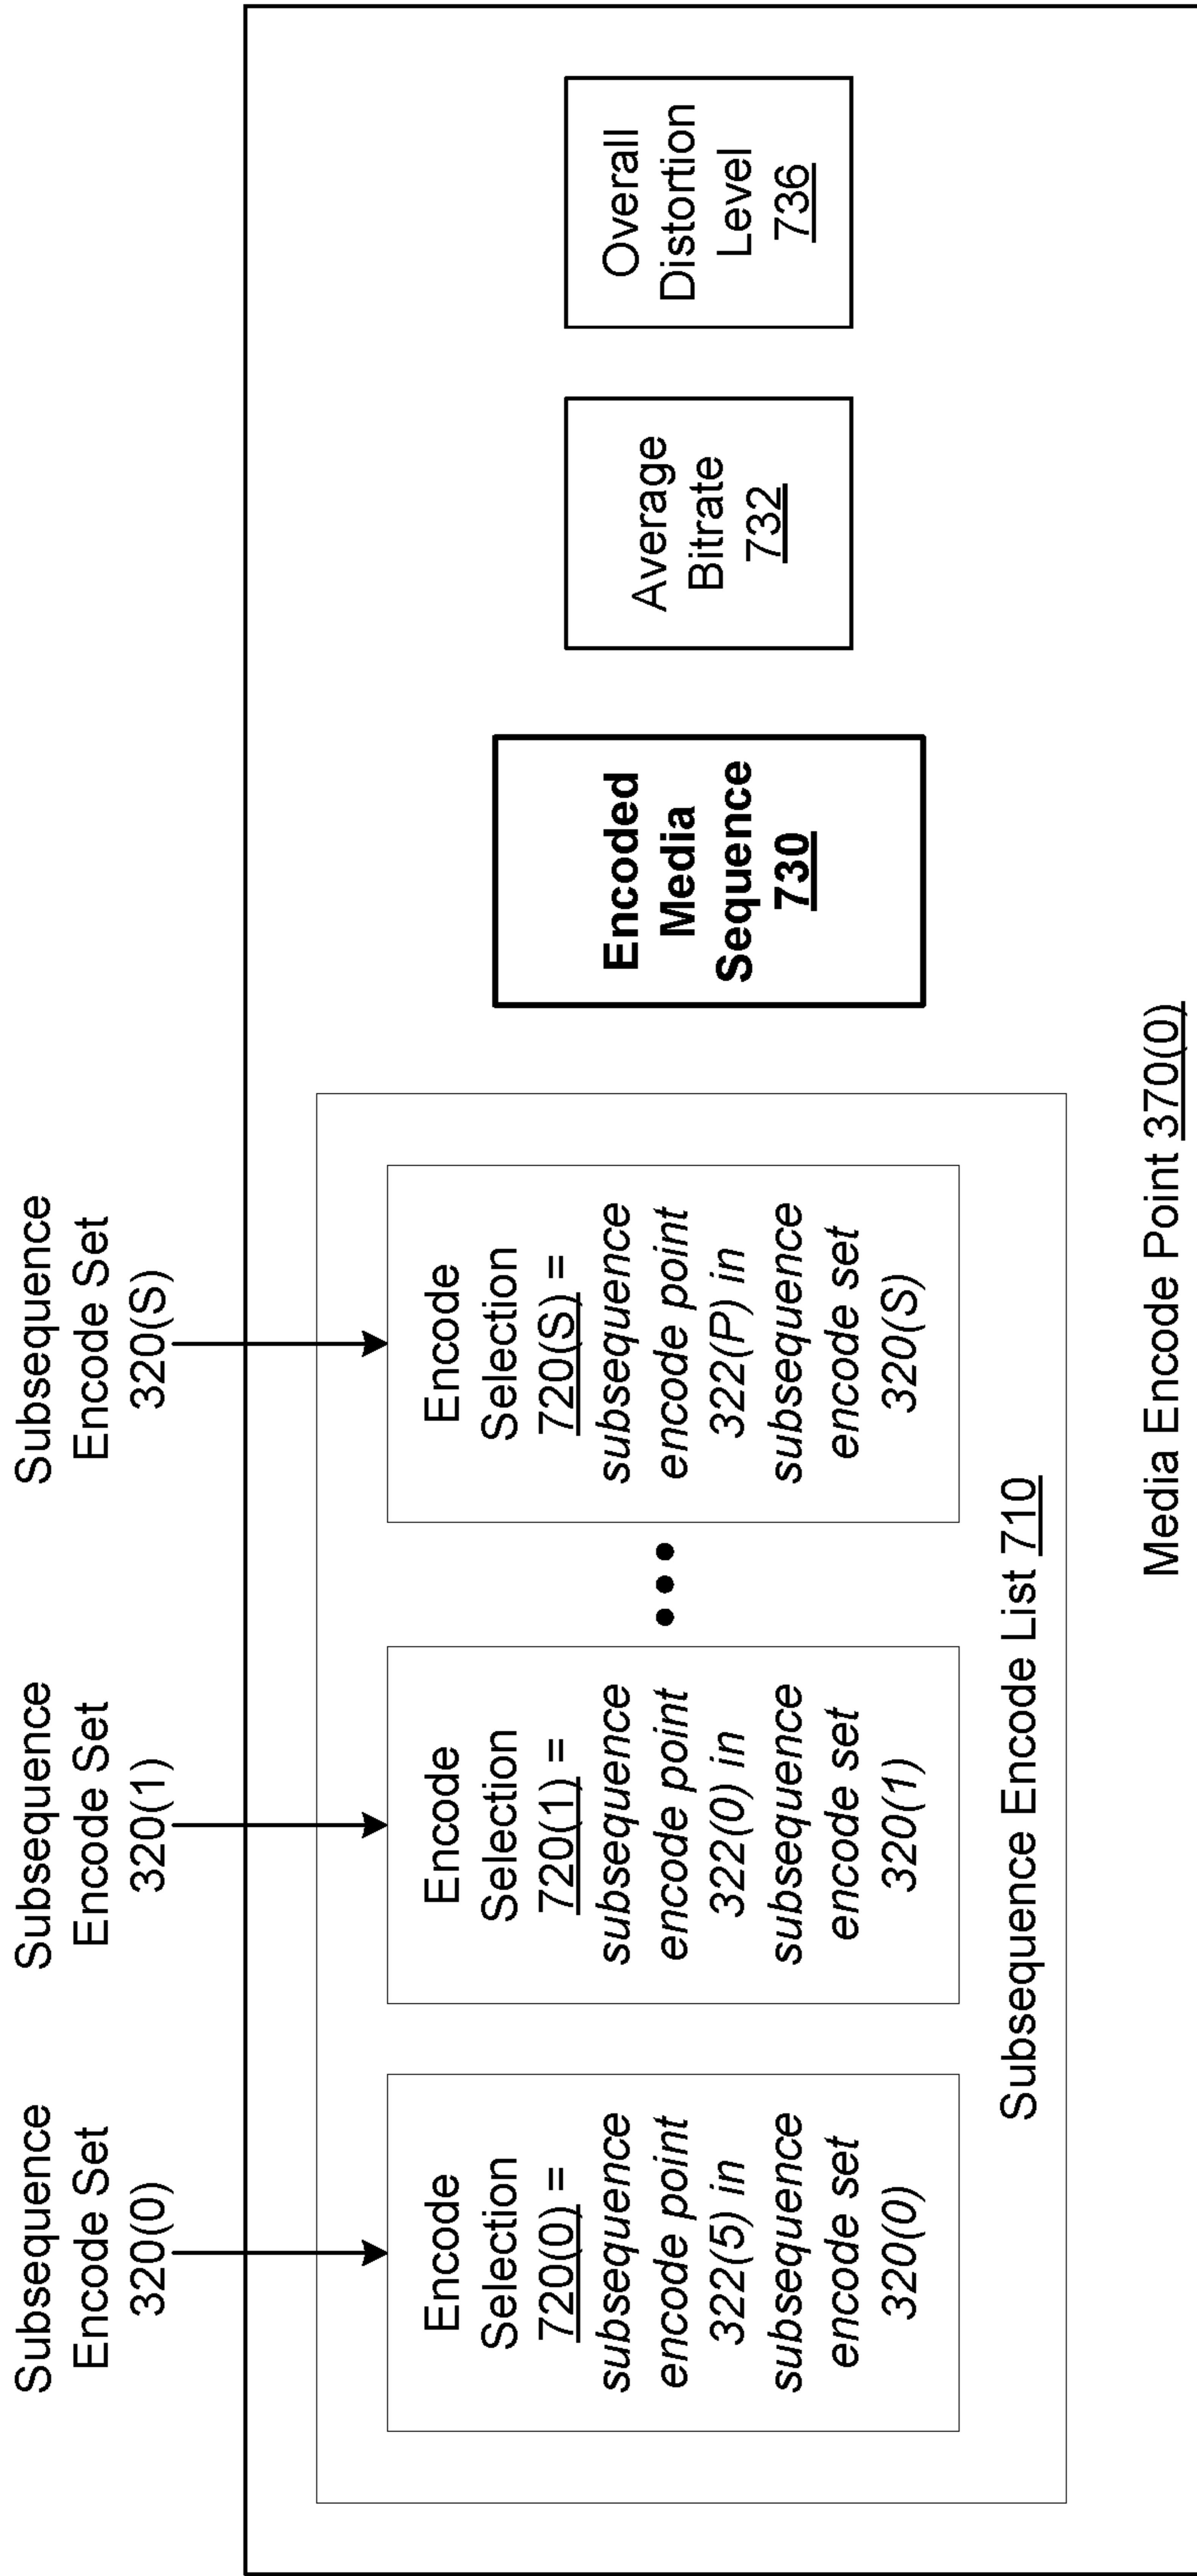 Subsequence
Encode Set
320(0)
Subsequence
Encode Set
320(1)
Subsequence
Encode Set
320(S)
Encode
Selection
720(0) =
subsequence
encode point
322(5) in
subsequence
encode set
320(0)
Encode
Selection
720(1) =
subsequence
encode point
322(0) in
subsequence
encode set
320(1)
Encode
Selection
720(S) =
subsequence
encode point
322(P) in
subsequence
encode set
320(S)
Subsequence Encode List 710
Encoded
Media
Sequence
730
Average
Bitrate
732
Overall
Distortion
Level
736
Media Encode Point 370(0)